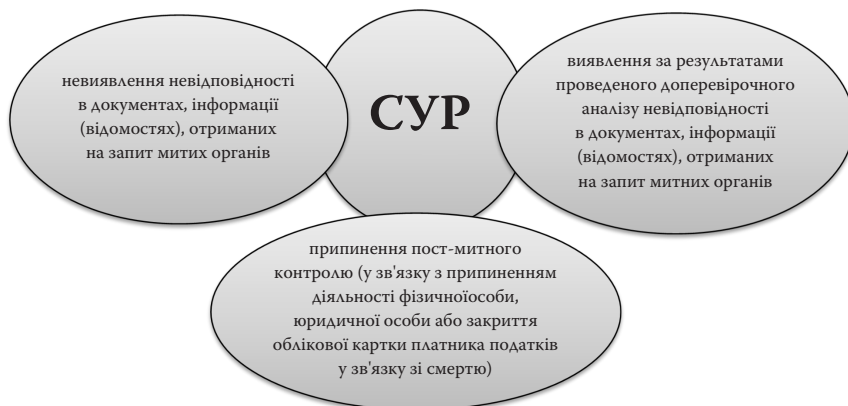 невиявлення невідповідності
в документах, інформації
(відомостях), отриманих
на запит митих органів
СУР
виявлення за результатами
проведеного доперевірочного
аналізу невідповідності
в документах, інформації
(відомостях), отриманих
на запит митних органів
припинення пост-митного
контролю (у зв'язку з припиненням
діяльності фізичноїособи,
юридичної особи або закриття
облікової картки платника податків
у зв'язку зі смертю)